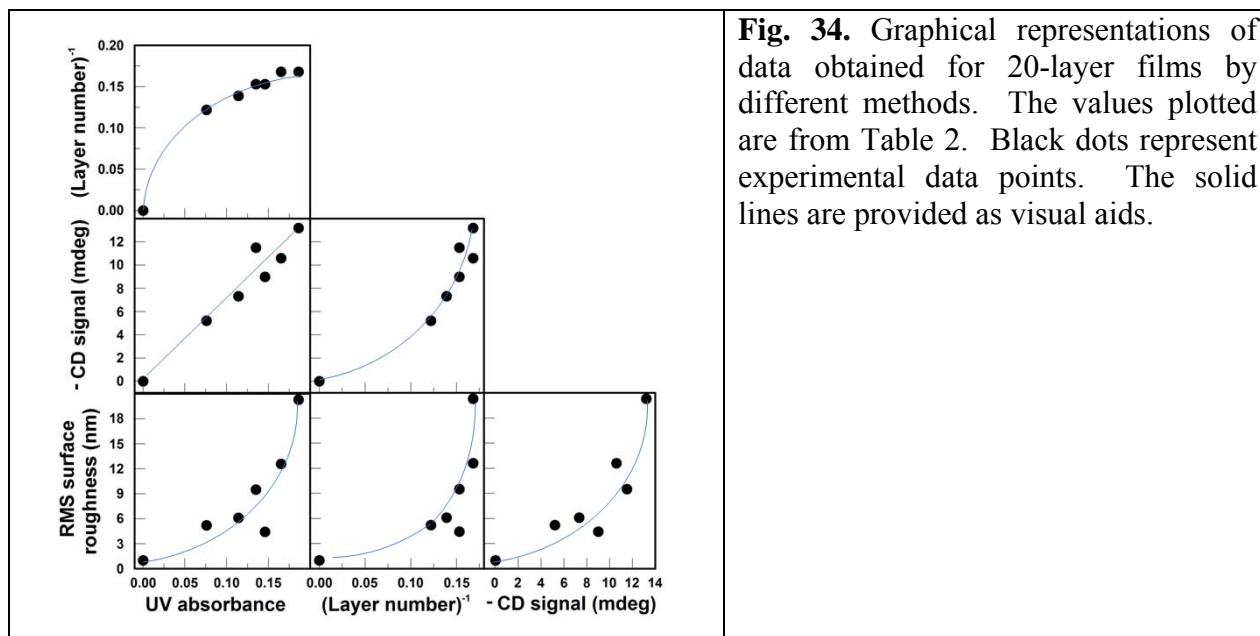 0.20
0.15
0.10
0.05
0.00
(Layer number)-1
12
10
8
6
4
2
0
- CD signal (mdeg)
18
15
12
9
6
3
0
RMS surface
roughness (nm)
0.00 0.05 0.10 0.15
UV absorbance
0.00 0.05 0.10 0.15
(Layer number)-1
0 2 4 6 8 10 12 14
- CD signal (mdeg)
Fig. 34. Graphical representations of
data obtained for 20-layer films by
different methods. The values plotted
are from Table 2. Black dots represent
experimental data points. The solid
lines are provided as visual aids.